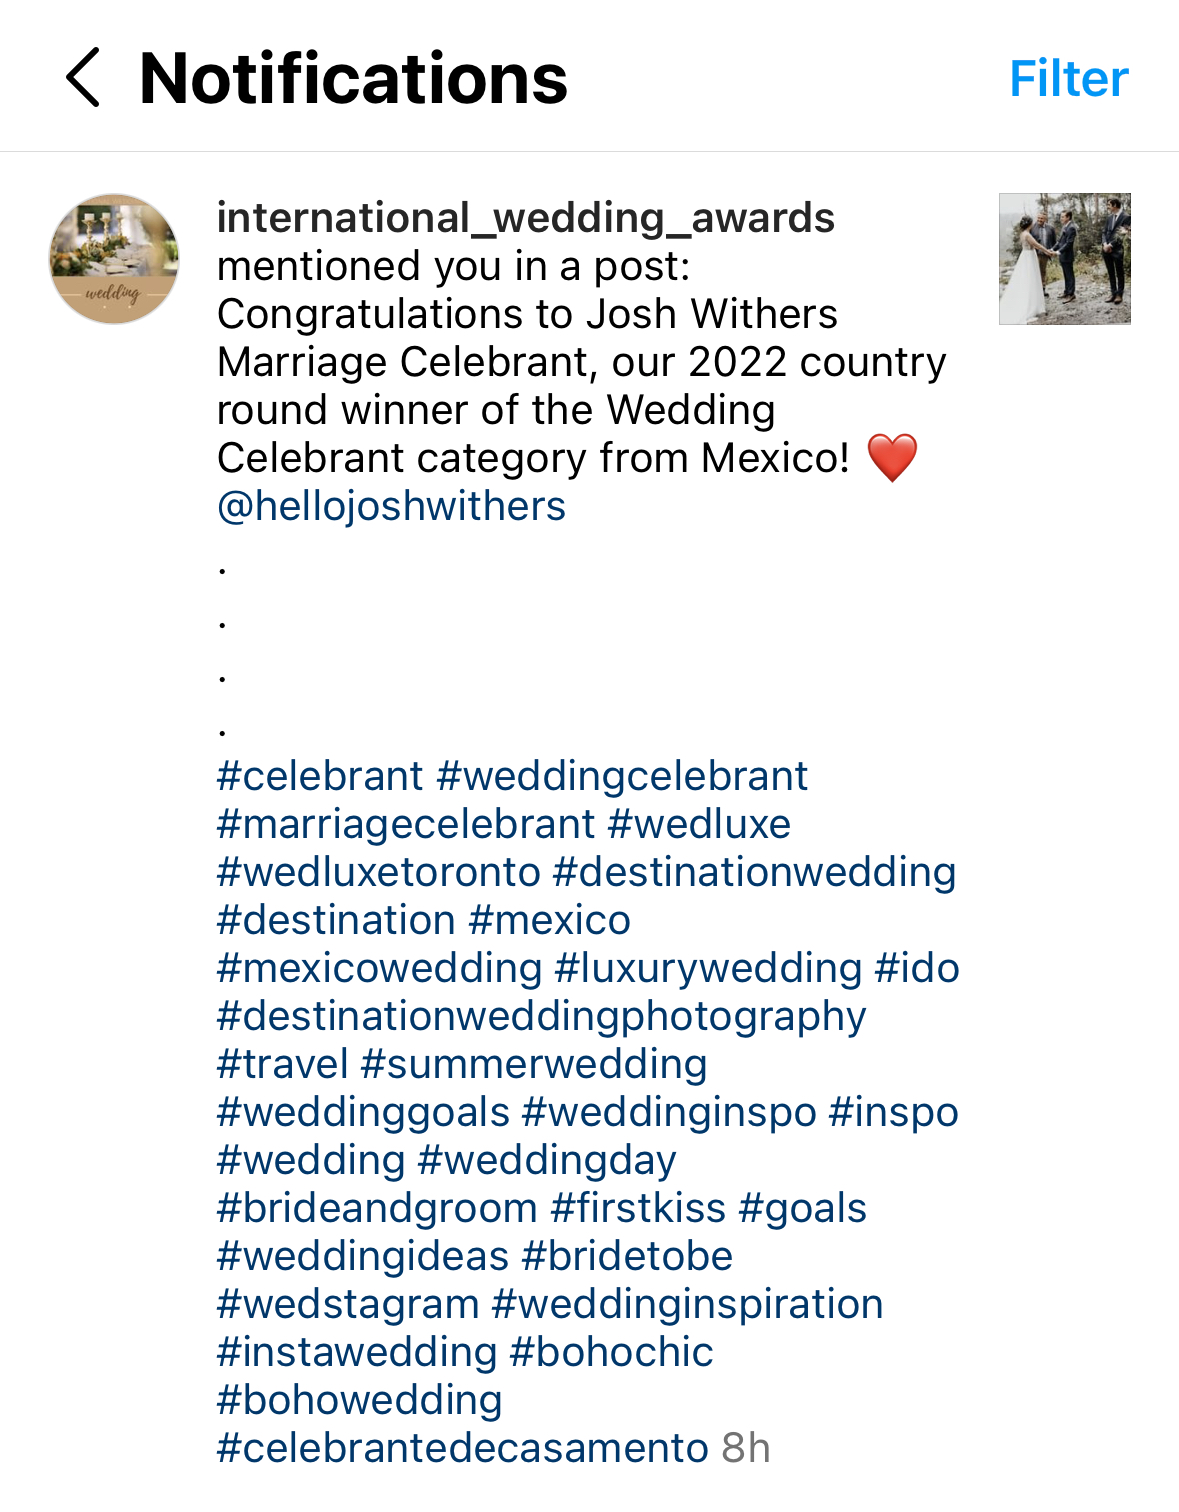 Notifications
Filter
wedding
international_wedding_awards
mentioned you in a post:
Congratulations to Josh Withers
Marriage Celebrant, our 2022 country
round winner of the Wedding
Celebrant category from Mexico! ❤️
@hellojoshwithers
.
.
.
.
#celebrant #weddingcelebrant
#marriagecelebrant #wedluxe
#wedluxetoronto #destinationwedding
#destination #mexico
#mexicowedding #luxurywedding #ido
#destinationweddingphotography
#travel #summerwedding
#weddinggoals #weddinginspo #inspo
#wedding #weddingday
#brideandgroom #firstkiss #goals
#weddingideas #bridetobe
#wedstagram #weddinginspiration
#instawedding #bohochic
#bohowedding
#celebrantedecasamento 8h